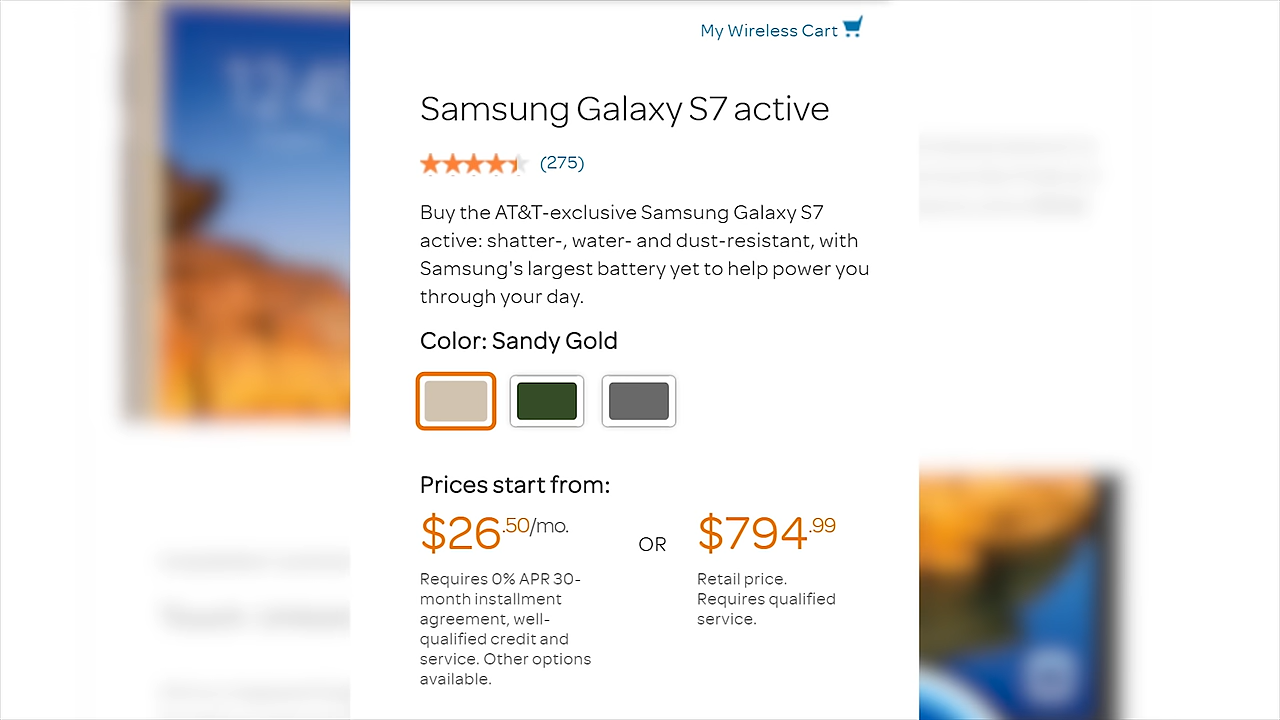 My Wireless Cart
Samsung Galaxy S7 active
(275)
Buy the AT&T-exclusive Samsung Galaxy S7
active: shatter-, water- and dust-resistant, with
Samsung's largest battery yet to help power you
through your day.
Color: Sandy Gold
Prices start from:
$26.50/mo.
OR
$794.99
Requires 0% APR 30-
month installment
agreement, well-
qualified credit and
service. Other options
available.
Retail price.
Requires qualified
service.